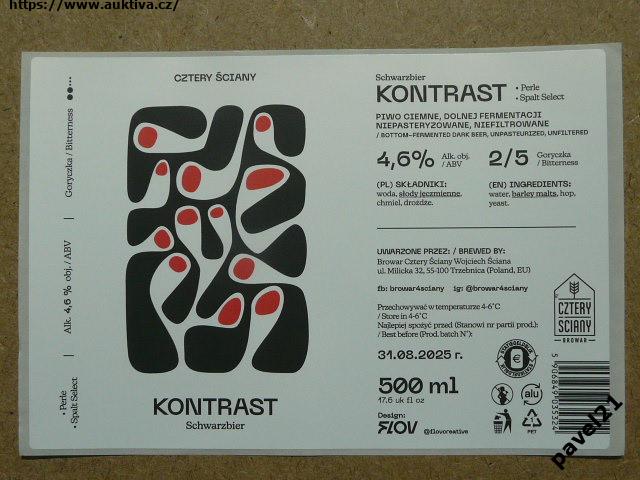 https://www.auktiva.cz/
Goryczka / Bitterness
Alk. 4,6 % obj. / ABV
• Perle
• Spalt Select
CZTERY ŚCIANY
KONTRAST
Schwarzbier
Schwarzbier
KONTRAST
• Perle
• Spalt Select
PIWO CIEMNE, DOLNEJ FERMENTACJI
NIEPASTERYZOWANE, NIEFILTROWANE
/ BOTTOM-FERMENTED DARK BEER, UNPASTEURIZED, UNFILTERED
4,6% Alk. obj.
/ ABV
2/5 Goryczka
/ Bitterness
(PL) SKŁADNIKI:
woda, słody jęczmienne,
chmiel, drożdże.
(EN) INGREDIENTS:
water, barley malts, hop,
yeast.
UWARZONE PRZEZ: / BREWED BY:
Browar Cztery Ściany Wojciech Ściana
ul. Milicka 32, 55-100 Trzebnica (Poland, EU)
fb: browar4sciany ig: @browar4sciany
Przechowywać w temperaturze 4-6°C
/ Store in 4-6°C
Najlepiej spożyć przed (Stanowi nr partii prod.):
/ Best before (Prod. batch N°):
31.08.2025 r.
500 ml
17.6 uk fl oz
Design:
FLOV @flovcreative
CZTERY
ŚCIANY
BROWAR
alu
1
PET
5 906849 035324
pavel21